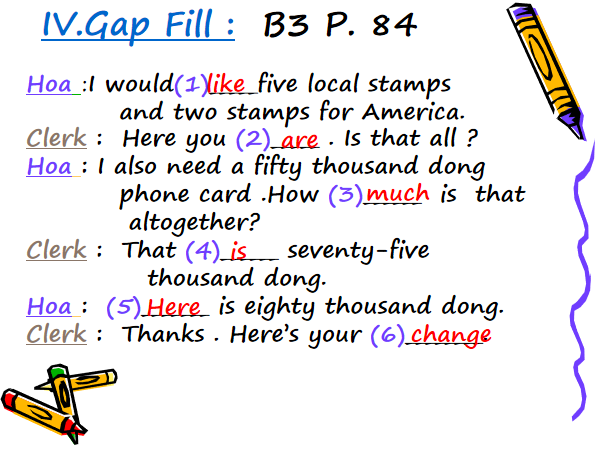 IV.Gap Fill : B3 P. 84
Hoa :I would(1)like five local stamps
and two stamps for America.
Clerk : Here you (2) are . Is that all ?
Hoa : I also need a fifty thousand dong
phone card .How (3)much is that
altogether?
Clerk : That (4) is seventy-five
thousand dong.
Hoa : (5) Here is eighty thousand dong.
Clerk : Thanks . Here's your (6) change.